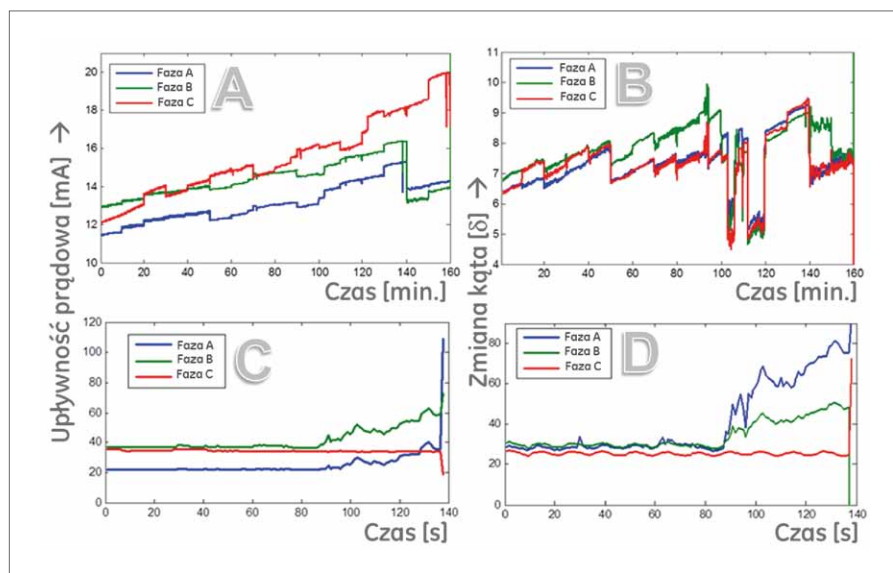 A
Faza A
Faza B
Faza C
20
18
16
14
12
10
0
20
40
60
80
100
120
140
160
Czas [min.]
B
Faza A
Faza B
Faza C
11
10
9
8
7
6
5
4
20
40
60
80
100
120
140
160
Czas [min.]
Upływność prądowa [mA] →
Zmiana kąta [δ] →
C
Faza A
Faza B
Faza C
120
100
80
60
40
20
0
0
20
40
60
80
100
120
140
Czas [s]
D
Faza A
Faza B
Faza C
80
60
40
20
0
0
20
40
60
80
100
120
140
Czas [s]